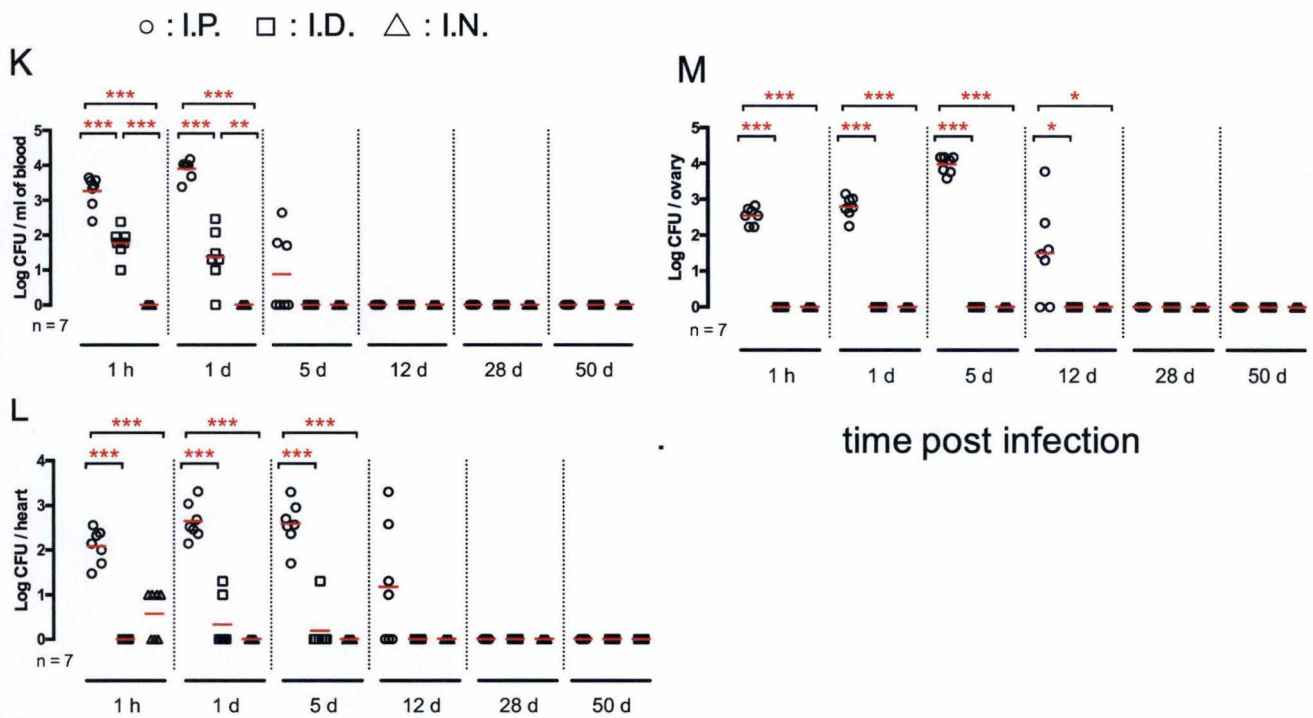 ○ : I.P. □ : I.D. △ : I.N.
K
*** ***
*** *** *** **
Log CFU / ml of blood
5
4
3
2
1
0
n = 7
1 h 1 d 5 d 12 d 28 d 50 d
M
*** *** *** *
*** *** *** *
Log CFU / ovary
5
4
3
2
1
0
n = 7
1 h 1 d 5 d 12 d 28 d 50 d
time post infection
L
*** *** ***
*** *** ***
Log CFU / heart
4
3
2
1
0
n = 7
1 h 1 d 5 d 12 d 28 d 50 d